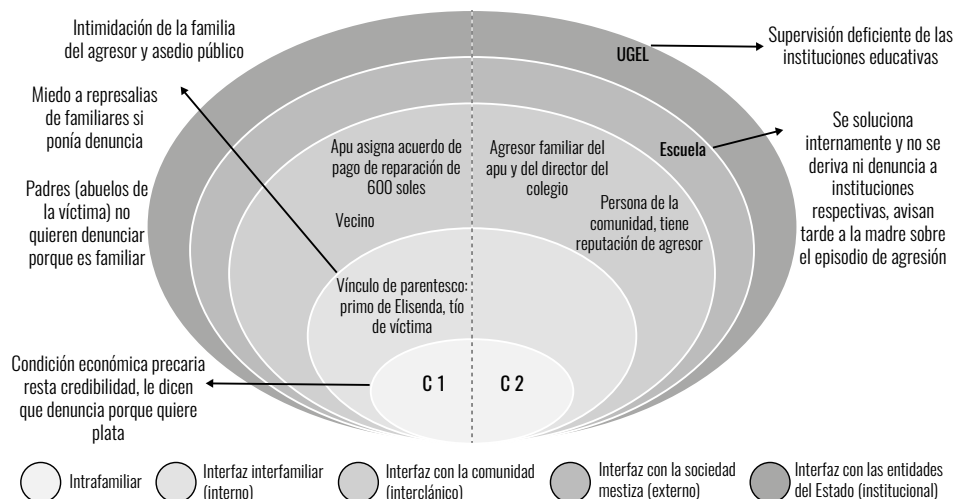 Intimidación de la familia
del agresor y asedio público
Miedo a represalias
de familiares si
ponía denuncia
Padres (abuelos de
la víctima) no
quieren denunciar
porque es familiar
Condición económica precaria
resta credibilidad, le dicen
que denuncia porque quiere
plata
Apu asigna acuerdo de
pago de reparación de
600 soles
Vecino
Vínculo de parentesco:
primo de Elisenda, tío
de víctima
C 1
C 2
Agresor familiar del
apu y del director del
colegio
Persona de la
comunidad, tiene
reputación de agresor
UGEL
Escuela
Supervisión deficiente de las
instituciones educativas
Se soluciona
internamente y no se
deriva ni denuncia a
instituciones
respectivas, avisan
tarde a la madre sobre
el episodio de agresión
Intrafamiliar
Interfaz interfamiliar
(interno)
Interfaz con la comunidad
(interclánico)
Interfaz con la sociedad
mestiza (externo)
Interfaz con las entidades
del Estado (institucional)